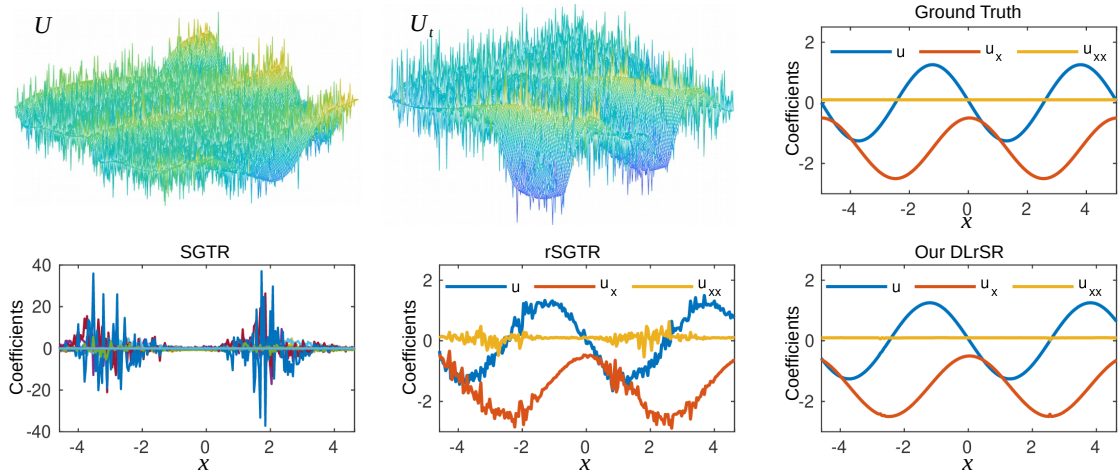 U
U_t
Ground Truth
u u_x u_xx
Coefficients
2
0
-2
-4 -2 0 2 4
x
SGTR
Coefficients
40
20
0
-20
-40
-4 -2 0 2 4
x
rSGTR
u u_x u_xx
Coefficients
2
0
-2
-4 -2 0 2 4
x
Our DLrSR
u u_x u_xx
Coefficients
2
0
-2
-4 -2 0 2 4
x